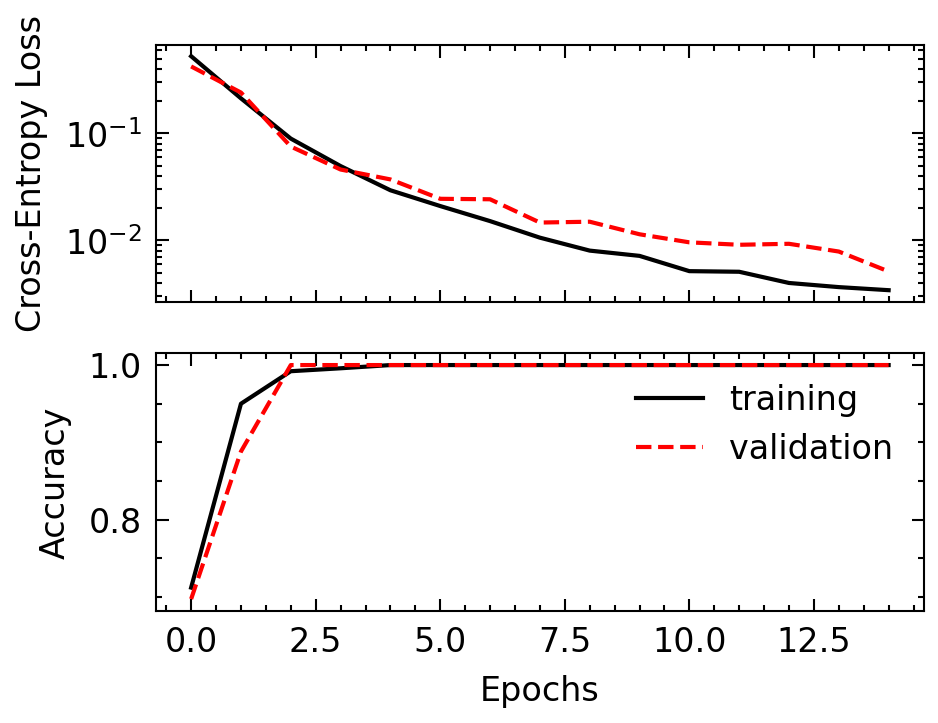 Cross-Entropy Loss
10⁻¹
10⁻²
Accuracy
1.0
0.8
training
validation
0.0 2.5 5.0 7.5 10.0 12.5
Epochs